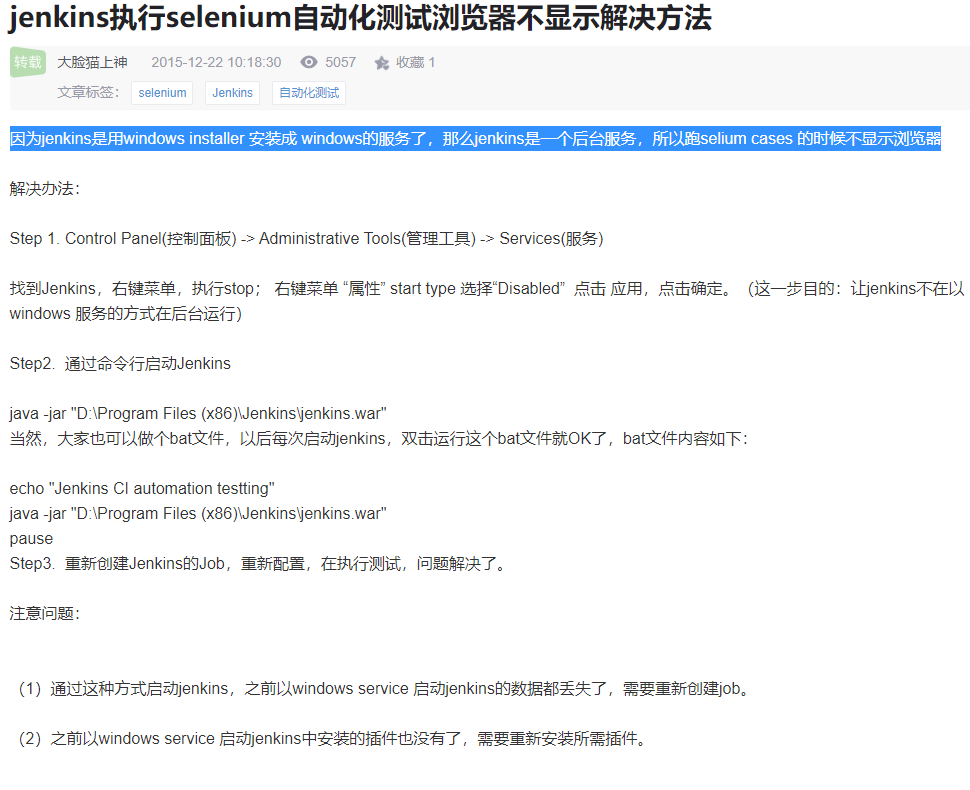 jenkins执行selenium自动化测试浏览器不显示解决方法
转载 大脸猫上神 2015-12-22 10:18:30 5057 收藏 1
文章标签： selenium Jenkins 自动化测试
因为jenkins是用windows installer 安装成 windows的服务了，那么jenkins是一个后台服务，所以跑selium cases 的时候不显示浏览器
解决办法：
Step 1. Control Panel(控制面板) -> Administrative Tools(管理工具) -> Services(服务)
找到Jenkins，右键菜单，执行stop； 右键菜单 “属性” start type 选择“Disabled” 点击 应用，点击确定。（这一步目的：让jenkins不在以
windows 服务的方式在后台运行）
Step2. 通过命令行启动Jenkins
java -jar "D:\Program Files (x86)\Jenkins\jenkins.war"
当然，大家也可以做个bat文件，以后每次启动jenkins，双击运行这个bat文件就OK了，bat文件内容如下：
echo "Jenkins CI automation testting"
java -jar "D:\Program Files (x86)\Jenkins\jenkins.war"
pause
Step3. 重新创建Jenkins的Job，重新配置，在执行测试，问题解决了。
注意问题：
（1）通过这种方式启动jenkins，之前以windows service 启动jenkins的数据都丢失了，需要重新创建job。
（2）之前以windows service 启动jenkins中安装的插件也没有了，需要重新安装所需插件。